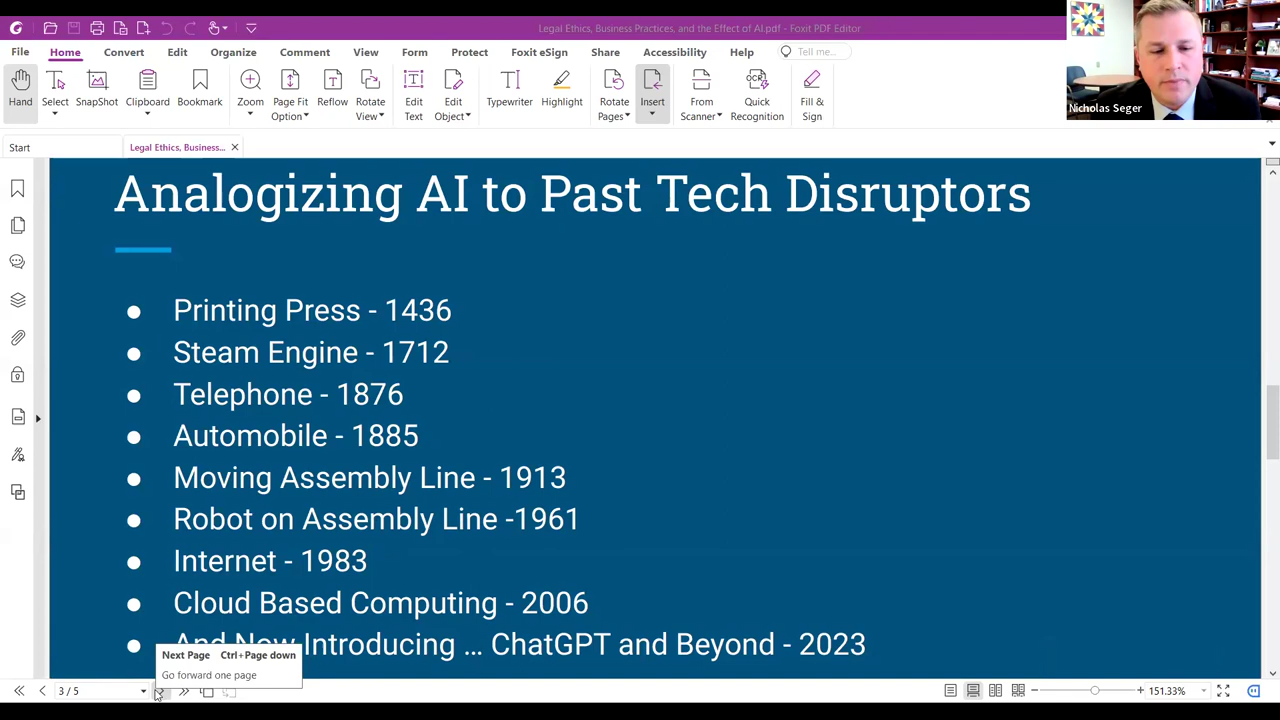 Legal Ethics, Business Practices, and the Effect of AI.pdf - Foxit PDF Editor
File Home Convert Edit Organize Comment View Form Protect Foxit eSign Share Accessibility Help Tell me...
Hand
Select
SnapShot
Clipboard
Bookmark
Zoom
Page Fit
Option
Reflow
Rotate
View
Edit
Text
Edit
Object
Typewriter
Highlight
Rotate
Pages
Insert
From
Scanner
OCR
Quick
Recognition
Fill &
Sign
Nicholas Seger
Start
Legal Ethics, Business...
Analogizing AI to Past Tech Disruptors
● Printing Press - 1436
● Steam Engine - 1712
● Telephone - 1876
● Automobile - 1885
● Moving Assembly Line - 1913
● Robot on Assembly Line -1961
● Internet - 1983
● Cloud Based Computing - 2006
● And Now Introducing ... ChatGPT and Beyond - 2023
Next Page Ctrl+Page down
Go forward one page
3 / 5
151.33%